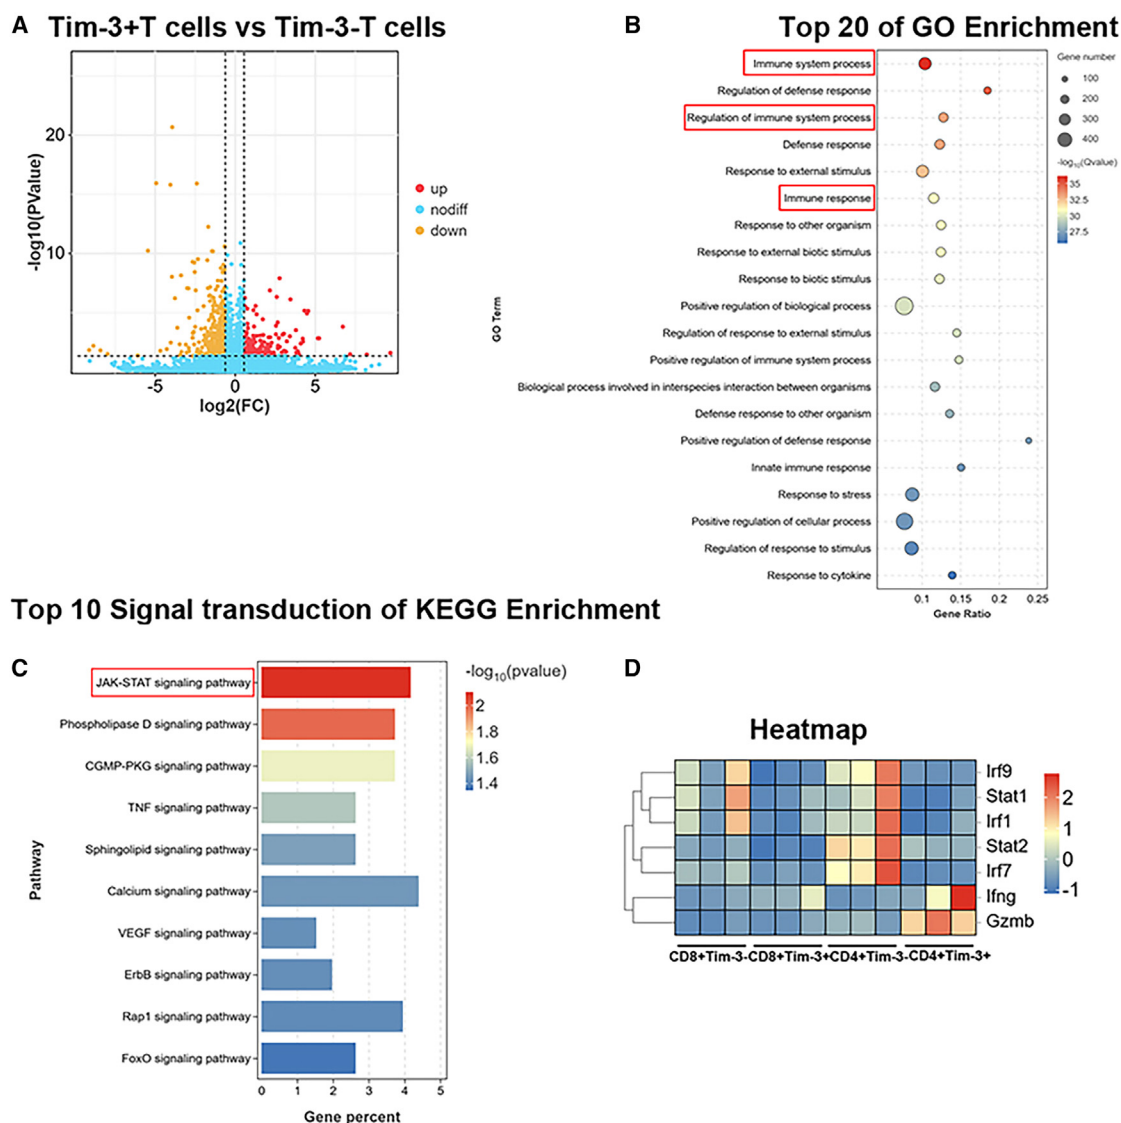 A Tim-3+T cells vs Tim-3-T cells
-log10(PValue)
20
10
-5 0 5
log2(FC)
up
nodiff
down
B Top 20 of GO Enrichment
GO Term
Immune system process
Regulation of defense response
Regulation of immune system process
Defense response
Response to external stimulus
Immune response
Response to other organism
Response to external biotic stimulus
Response to biotic stimulus
Positive regulation of biological process
Regulation of response to external stimulus
Positive regulation of immune system process
Biological process involved in interspecies interaction between organisms
Defense response to other organism
Positive regulation of defense response
Innate immune response
Response to stress
Positive regulation of cellular process
Regulation of response to stimulus
Response to cytokine
0.1 0.15 0.2 0.25
Gene Ratio
Gene number
100
200
300
400
-log10(Qvalue)
35
32.5
30
27.5
Top 10 Signal transduction of KEGG Enrichment
C
Pathway
JAK-STAT signaling pathway
Phospholipase D signaling pathway
CGMP-PKG signaling pathway
TNF signaling pathway
Sphingolipid signaling pathway
Calcium signaling pathway
VEGF signaling pathway
ErbB signaling pathway
Rap1 signaling pathway
FoxO signaling pathway
0 1 2 3 4 5
Gene percent
-log10(pvalue)
2
1.8
1.6
1.4
D
Heatmap
Irf9
Stat1
Irf1
Stat2
Irf7
Ifng
Gzmb
2
1
0
-1
CD8+Tim-3-CD8+Tim-3+CD4+Tim-3-CD4+Tim-3+